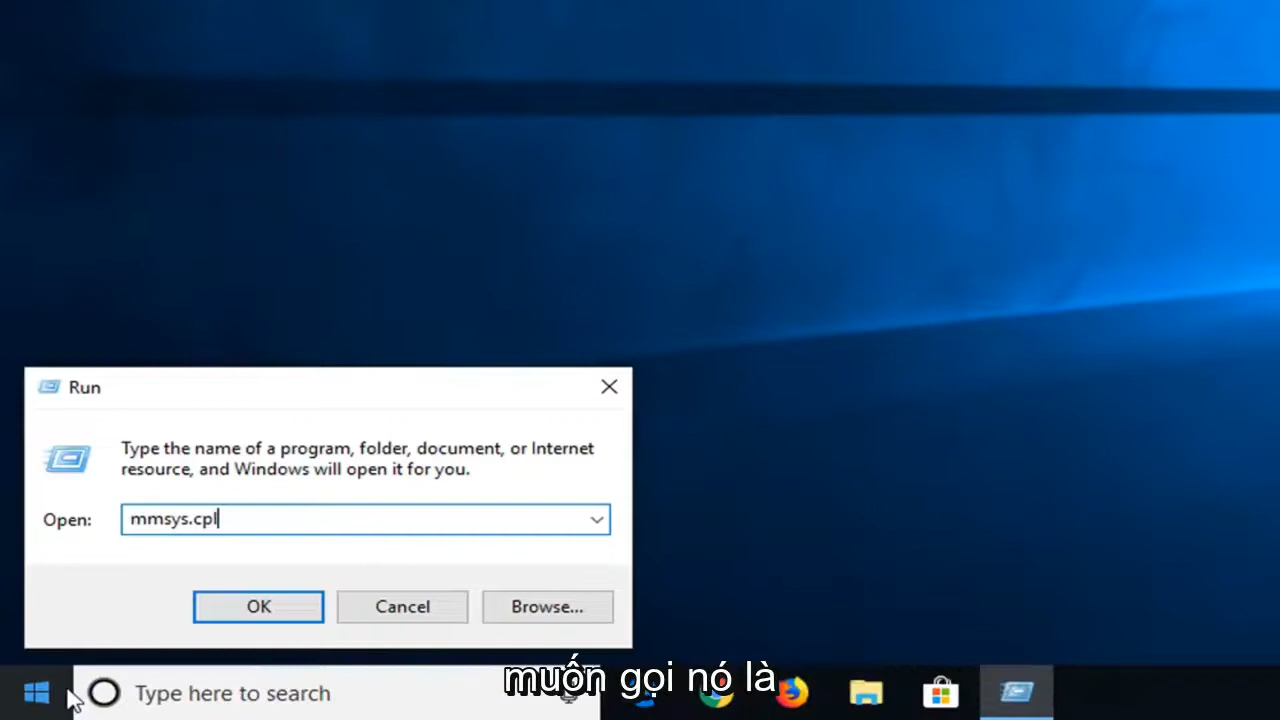 Run
Type the name of a program, folder, document, or Internet
resource, and Windows will open it for you.
Open: mmsys.cpl
OK Cancel Browse...
muốn gọi nó là
Type here to search